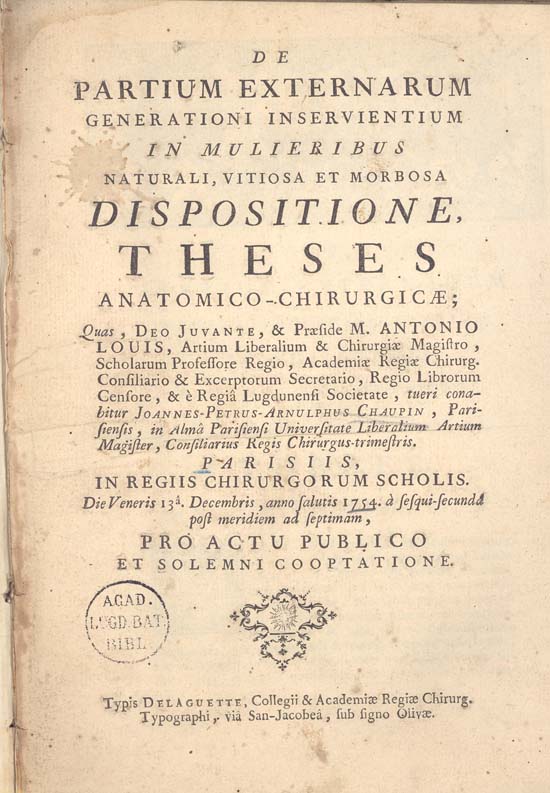 DE
PARTIUM EXTERNARUM
GENERATIONI INSERVIENTIUM
IN MULIERIBUS
NATURALI, VITIOSA ET MORBOSA
DISPOSITIONE,
THESES
ANATOMICO-CHIRURGICÆ;
Quas, DEO JUVANTE, & Præside M. ANTONIO
LOUIS, Artium Liberalium & Chirurgiæ Magistro,
Scholarum Professore Regio, Academiæ Regiæ Chirurg.
Consiliario & Excerptorum Secretario, Regio Librorum
Censore, & è Regiâ Lugdunensi Societate, tueri cona-
bitur JOANNES-PETRUS-ARNULPHUS CHAUPIN, Pari-
siensis, in Almâ Parisiensi Universitate Liberalium Artium
Magister, Consiliarius Regis Chirurgus-trimestris.
PARISIIS,
IN REGIIS CHIRURGORUM SCHOLIS.
Die Veneris 13â. Decembris, anno salutis 1754. à sesqui-secundâ
post meridiem ad septimam,
PRO ACTU PUBLICO
ET SOLEMNI COOPTATIONE.
ACAD.
LUGD. BAT.
BIBL.
Typis DELAGUETTE, Collegii & Academiæ Regiæ Chirurg.
Typographi, viâ San-Jacobeâ, sub signo Olivæ.